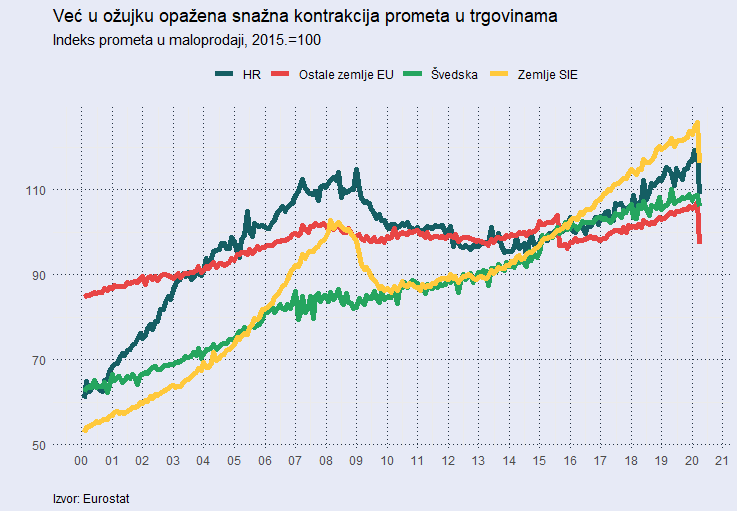 Već u ožujku opažena snažna kontrakcija prometa u trgovinama
Indeks prometa u maloprodaji, 2015.=100
HR Ostale zemlje EU Švedska Zemlje SIE
110
90
70
50
00 01 02 03 04 05 06 07 08 09 10 11 12 13 14 15 16 17 18 19 20 21
Izvor: Eurostat